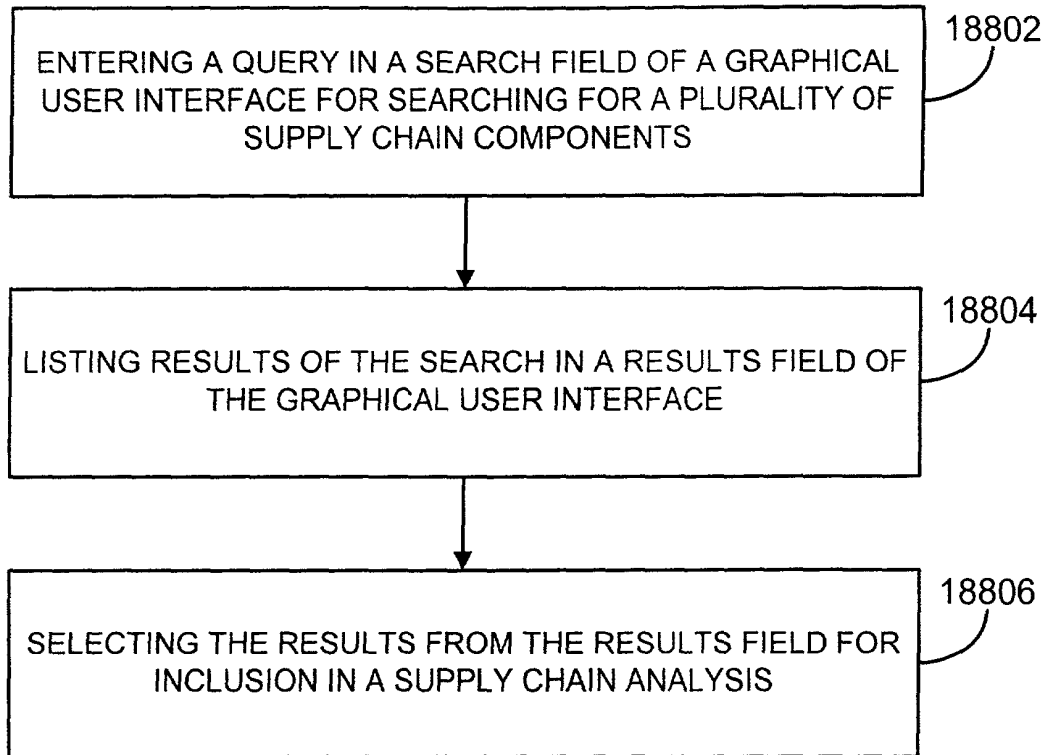 18802
ENTERING A QUERY IN A SEARCH FIELD OF A GRAPHICAL
USER INTERFACE FOR SEARCHING FOR A PLURALITY OF
SUPPLY CHAIN COMPONENTS
18804
LISTING RESULTS OF THE SEARCH IN A RESULTS FIELD OF
THE GRAPHICAL USER INTERFACE
18806
SELECTING THE RESULTS FROM THE RESULTS FIELD FOR
INCLUSION IN A SUPPLY CHAIN ANALYSIS